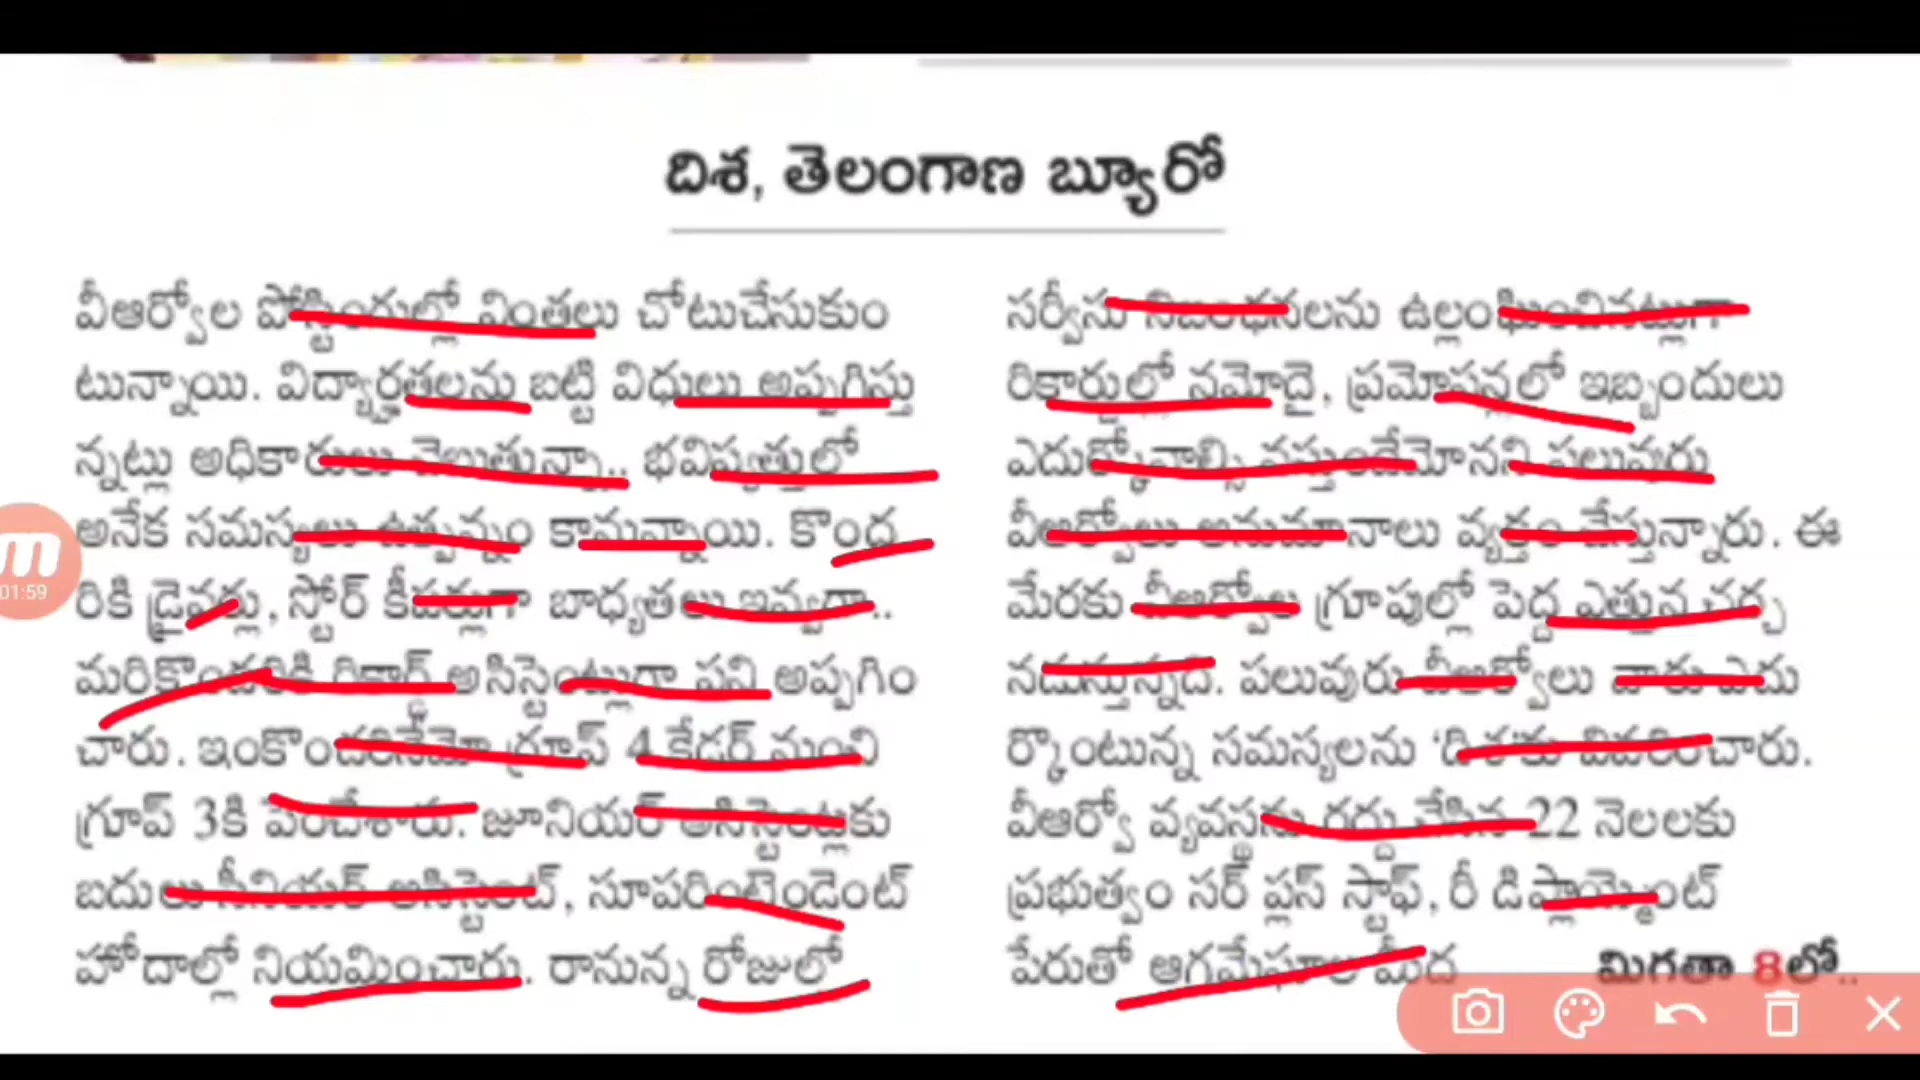 దిశ, తెలంగాణ బ్యూరో
వీఆర్వోల పోస్టింగుల్లో వింతలు చోటుచేసుకుం
టున్నాయి. విద్యార్హతలను బట్టి విధులు అప్పగిస్తు
న్నట్లు అధికారులు చెబుతున్నా.. భవిష్యత్తులో
అనేక సమస్యలు ఉత్పన్నం కానున్నాయి. కొంద
రికి డ్రైవర్లు, స్టోర్ కీపర్లుగా బాధ్యతలు ఇవ్వగా..
మరికొందరికి రికార్డ్ అసిస్టెంట్లుగా పని అప్పగిం
చారు. ఇంకొందరినేమో గ్రూప్ 4 కేడర్ నుంచి
గ్రూప్ 3కి పెంచేశారు. జూనియర్ అసిస్టెంట్లకు
బదులు సీనియర్ అసిస్టెంట్, సూపరింటెండెంట్
హోదాల్లో నియమించారు. రానున్న రోజుల్లో
సర్వీసు నిబంధనలను ఉల్లంఘించినట్లుగా
రికార్డుల్లో నమోదై, ప్రమోషన్లలో ఇబ్బందులు
ఎదుర్కోవాల్సి వస్తుందేమోనని పలువురు
వీఆర్వోలు అనుమానాలు వ్యక్తం చేస్తున్నారు. ఈ
మేరకు వీఆర్వోల గ్రూపుల్లో పెద్ద ఎత్తున చర్చ
నడుస్తున్నది. పలువురు వీఆర్వోలు వారు ఎదు
ర్కొంటున్న సమస్యలను 'దిశ'కు వివరించారు.
వీఆర్వో వ్యవస్థను రద్దు చేసిన 22 నెలలకు
ప్రభుత్వం సర్ ప్లస్ స్టాఫ్, రీ డిప్లాయ్మెంట్
పేరుతో ఆగమేఘాల మీద
మిగతా 8లో..
01:59